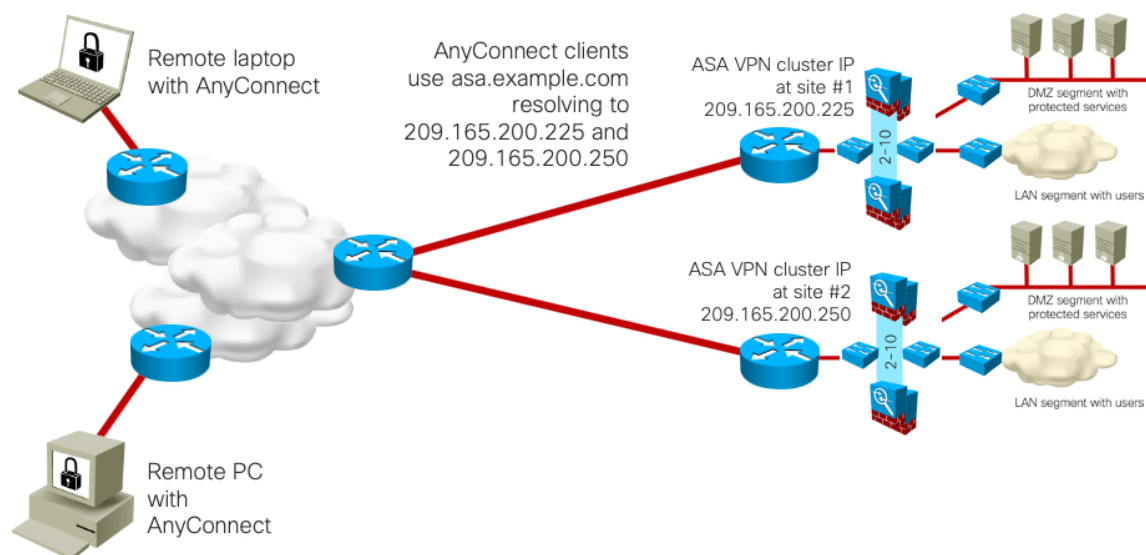 Remote laptop
with AnyConnect
AnyConnect clients
use asa.example.com
resolving to
209.165.200.225 and
209.165.200.250
ASA VPN cluster IP
at site #1
209.165.200.225
2-10
DMZ segment with
protected services
LAN segment with users
ASA VPN cluster IP
at site #2
209.165.200.250
2-10
DMZ segment with
protected services
LAN segment with users
Remote PC
with
AnyConnect